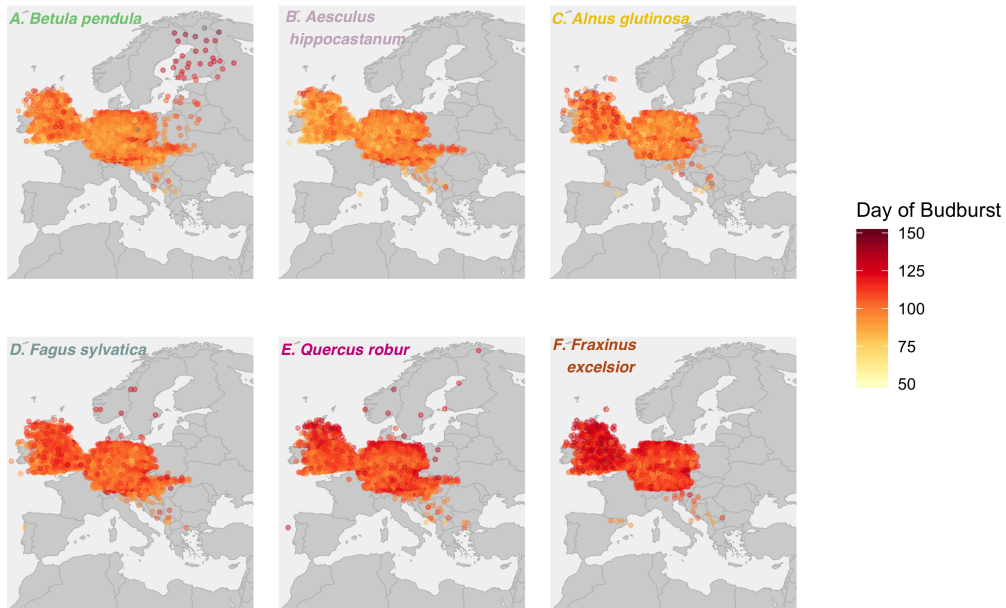 A. Betula pendula
B. Aesculus
hippocastanum
C. Alnus glutinosa
Day of Budburst
150
125
100
75
50
D. Fagus sylvatica
E. Quercus robur
F. Fraxinus
excelsior